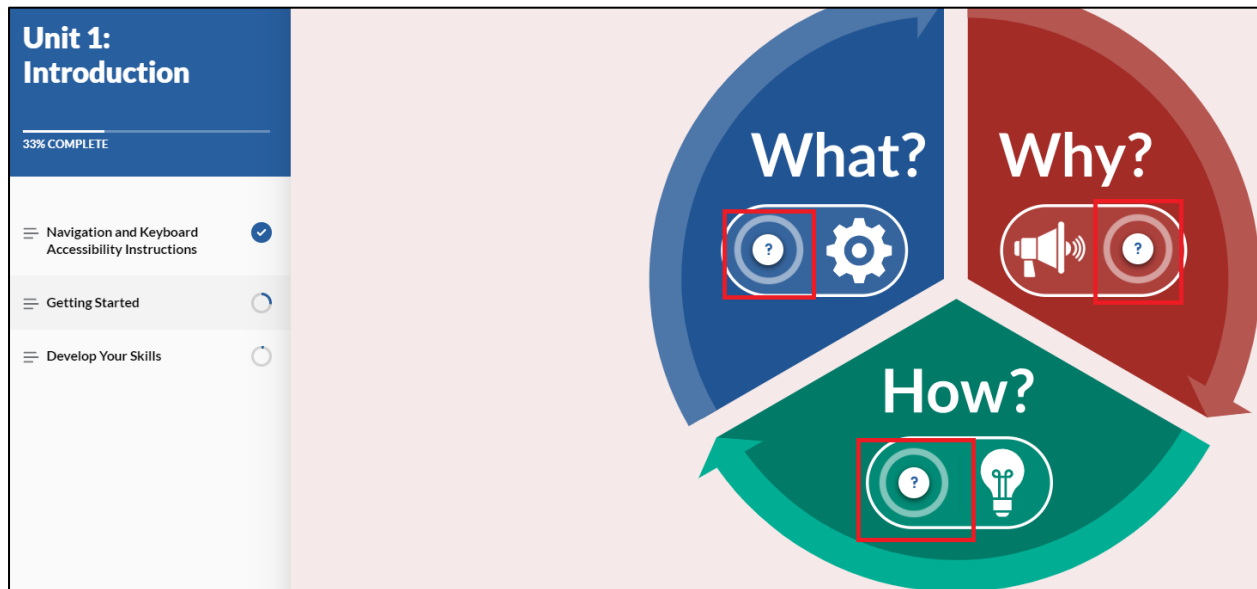 Unit 1:
Introduction
33% COMPLETE
Navigation and Keyboard
Accessibility Instructions
Getting Started
Develop Your Skills
What?
?
Why?
?
How?
?